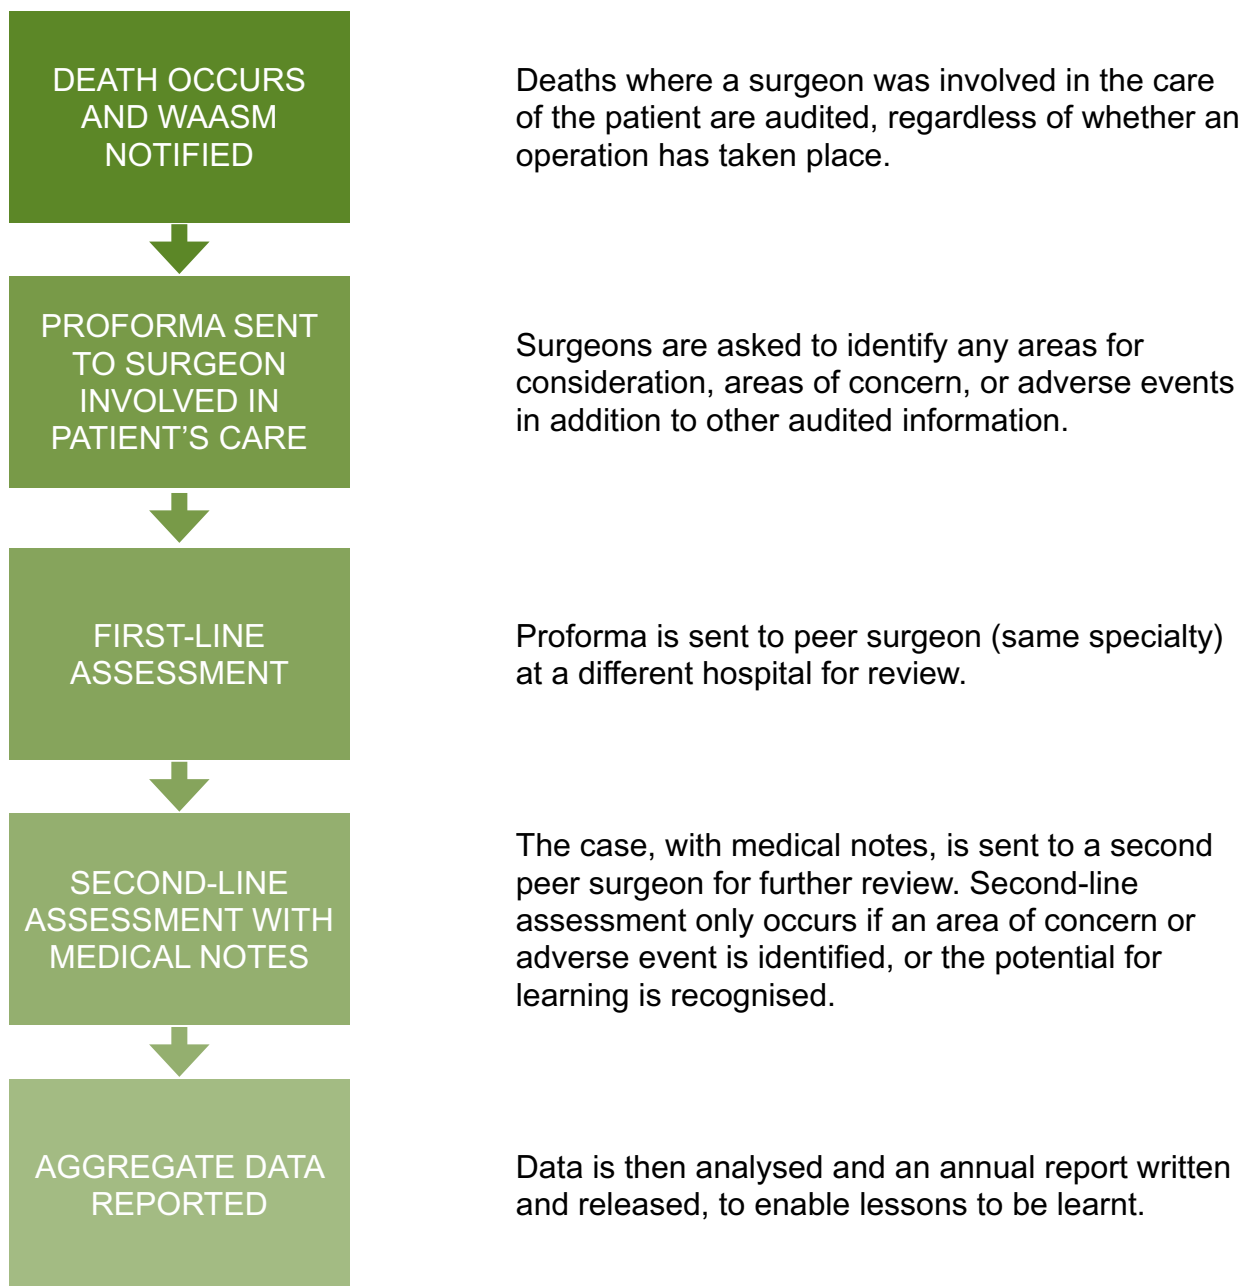 DEATH OCCURS
AND WAASM
NOTIFIED
Deaths where a surgeon was involved in the care
of the patient are audited, regardless of whether an
operation has taken place.
PROFORMA SENT
TO SURGEON
INVOLVED IN
PATIENT’S CARE
Surgeons are asked to identify any areas for
consideration, areas of concern, or adverse events
in addition to other audited information.
FIRST-LINE
ASSESSMENT
Proforma is sent to peer surgeon (same specialty)
at a different hospital for review.
SECOND-LINE
ASSESSMENT WITH
MEDICAL NOTES
The case, with medical notes, is sent to a second
peer surgeon for further review. Second-line
assessment only occurs if an area of concern or
adverse event is identified, or the potential for
learning is recognised.
AGGREGATE DATA
REPORTED
Data is then analysed and an annual report written
and released, to enable lessons to be learnt.